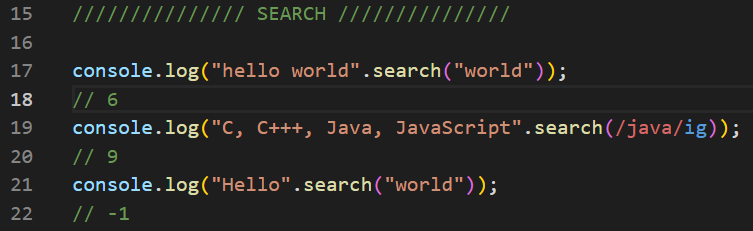 15 /////////////// SEARCH ///////////////
16
17 console.log("hello world".search("world"));
18 // 6
19 console.log("C, C+++, Java, JavaScript".search(/java/ig));
20 // 9
21 console.log("Hello".search("world"));
22 // -1